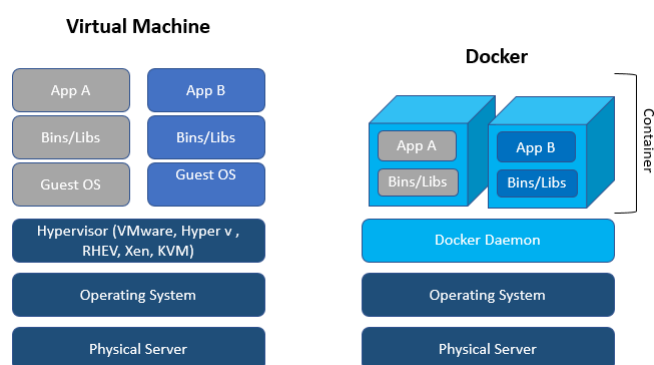 Virtual Machine
App A
App B
Bins/Libs
Bins/Libs
Guest OS
Guest OS
Hypervisor (VMware, Hyper v ,
RHEV, Xen, KVM)
Operating System
Physical Server
Docker
App A
Bins/Libs
App B
Bins/Libs
Container
Docker Daemon
Operating System
Physical Server